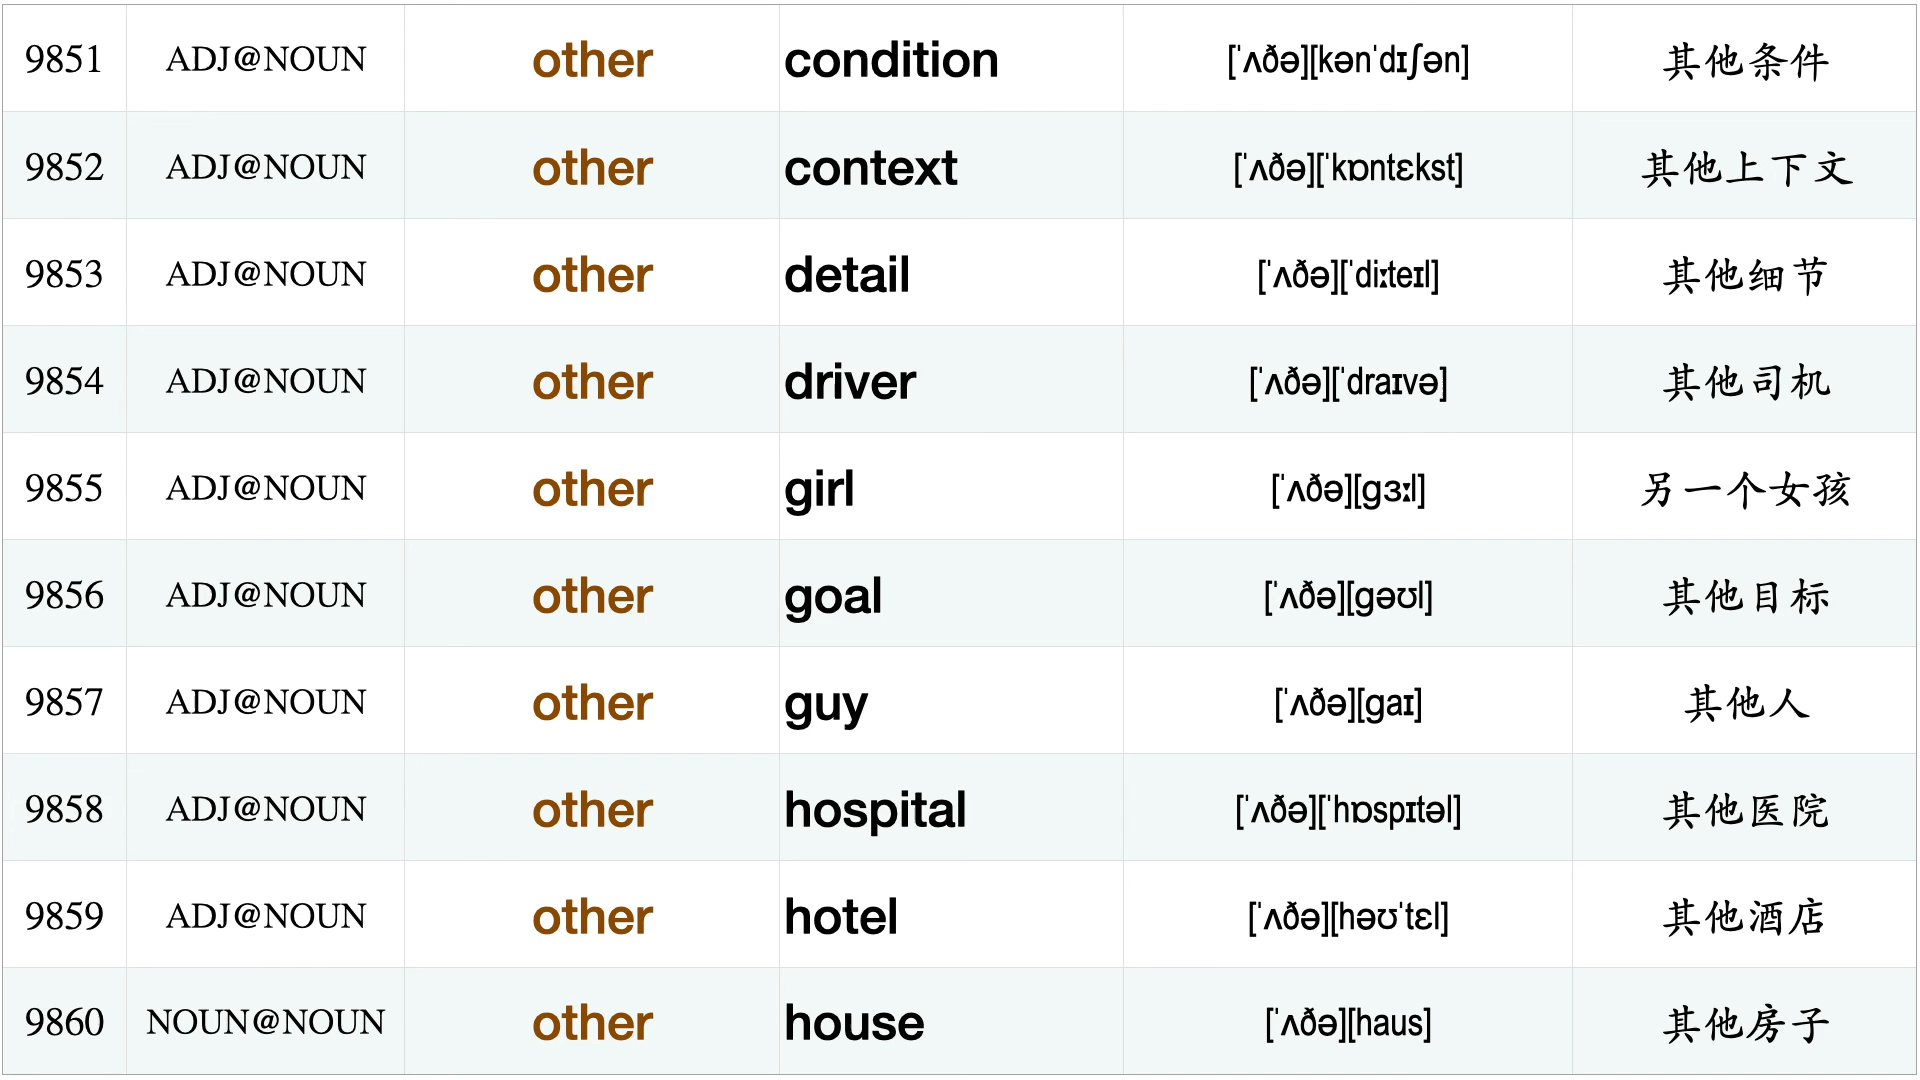 9851 ADJ@NOUN other condition [ˈʌðə][kənˈdɪʃən] 其他条件
9852 ADJ@NOUN other context [ˈʌðə][ˈkɒntɛkst] 其他上下文
9853 ADJ@NOUN other detail [ˈʌðə][ˈdiːteɪl] 其他细节
9854 ADJ@NOUN other driver [ˈʌðə][ˈdraɪvə] 其他司机
9855 ADJ@NOUN other girl [ˈʌðə][gɜːl] 另一个女孩
9856 ADJ@NOUN other goal [ˈʌðə][gəʊl] 其他目标
9857 ADJ@NOUN other guy [ˈʌðə][gaɪ] 其他人
9858 ADJ@NOUN other hospital [ˈʌðə][ˈhɒspɪtəl] 其他医院
9859 ADJ@NOUN other hotel [ˈʌðə][həʊˈtɛl] 其他酒店
9860 NOUN@NOUN other house [ˈʌðə][haus] 其他房子